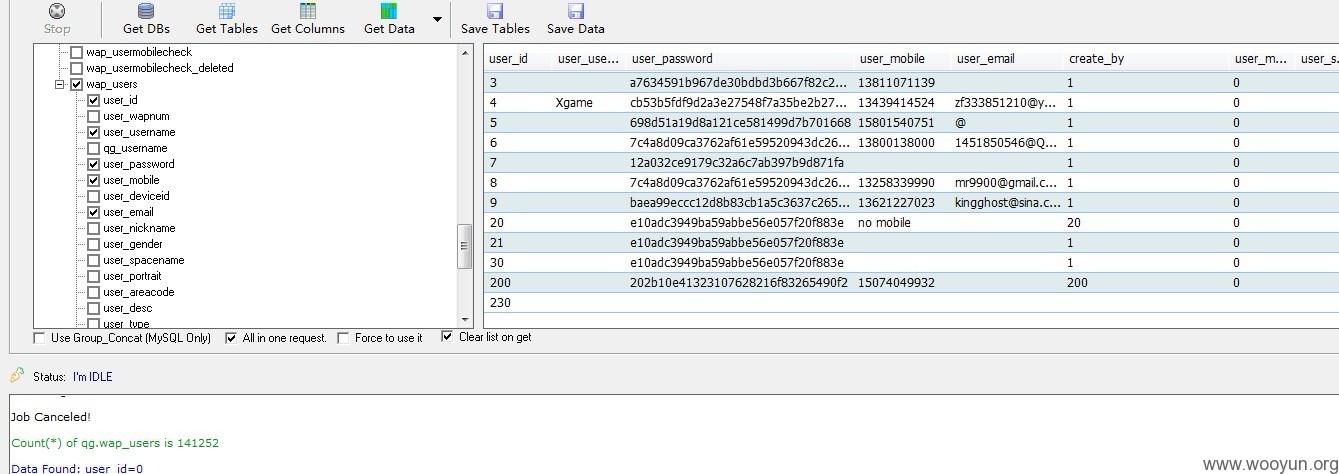 Stop Get DBs Get Tables Get Columns Get Data Save Tables Save Data
wap_usermobilecheck
wap_usermobilecheck_deleted
wap_users
user_id
user_wapnum
user_username
qg_username
user_password
user_mobile
user_deviceid
user_email
user_nickname
user_gender
user_spacename
user_portrait
user_areacode
user_desc
user_type
user_id user_use... user_password user_mobile user_email create_by user_m... user_s...
3 a7634591b967de30bdbd3b667f82c2... 13811071139 1 0
4 Xgame cb53b5fdf9d2a3e27548f7a35be2b27... 13439414524 zf333851210@y... 1 0
5 698d51a19d8a121ce581499d7b701668 15801540751 @ 1 0
6 7c4a8d09ca3762af61e59520943dc26... 13800138000 1451850546@Q... 1 0
7 12a032ce9179c32a6c7ab397b9d871fa 1 0
8 7c4a8d09ca3762af61e59520943dc26... 13258339990 mr9900@gmail.c... 1 0
9 baea99eccc12d8b83cb1a5c3637c265... 13621227023 kingghost@sina.c... 1 0
20 e10adc3949ba59abbe56e057f20f883e no mobile 20 0
21 e10adc3949ba59abbe56e057f20f883e 1 0
30 e10adc3949ba59abbe56e057f20f883e 1 0
200 202b10e41323107628216f83265490f2 15074049932 200 0
230
Use Group_Concat (MySQL Only) All in one request. Force to use it Clear list on get
Status: I'm IDLE
Job Canceled!
Count(*) of qg.wap_users is 141252
Data Found: user_id=0
www.wooyun.org